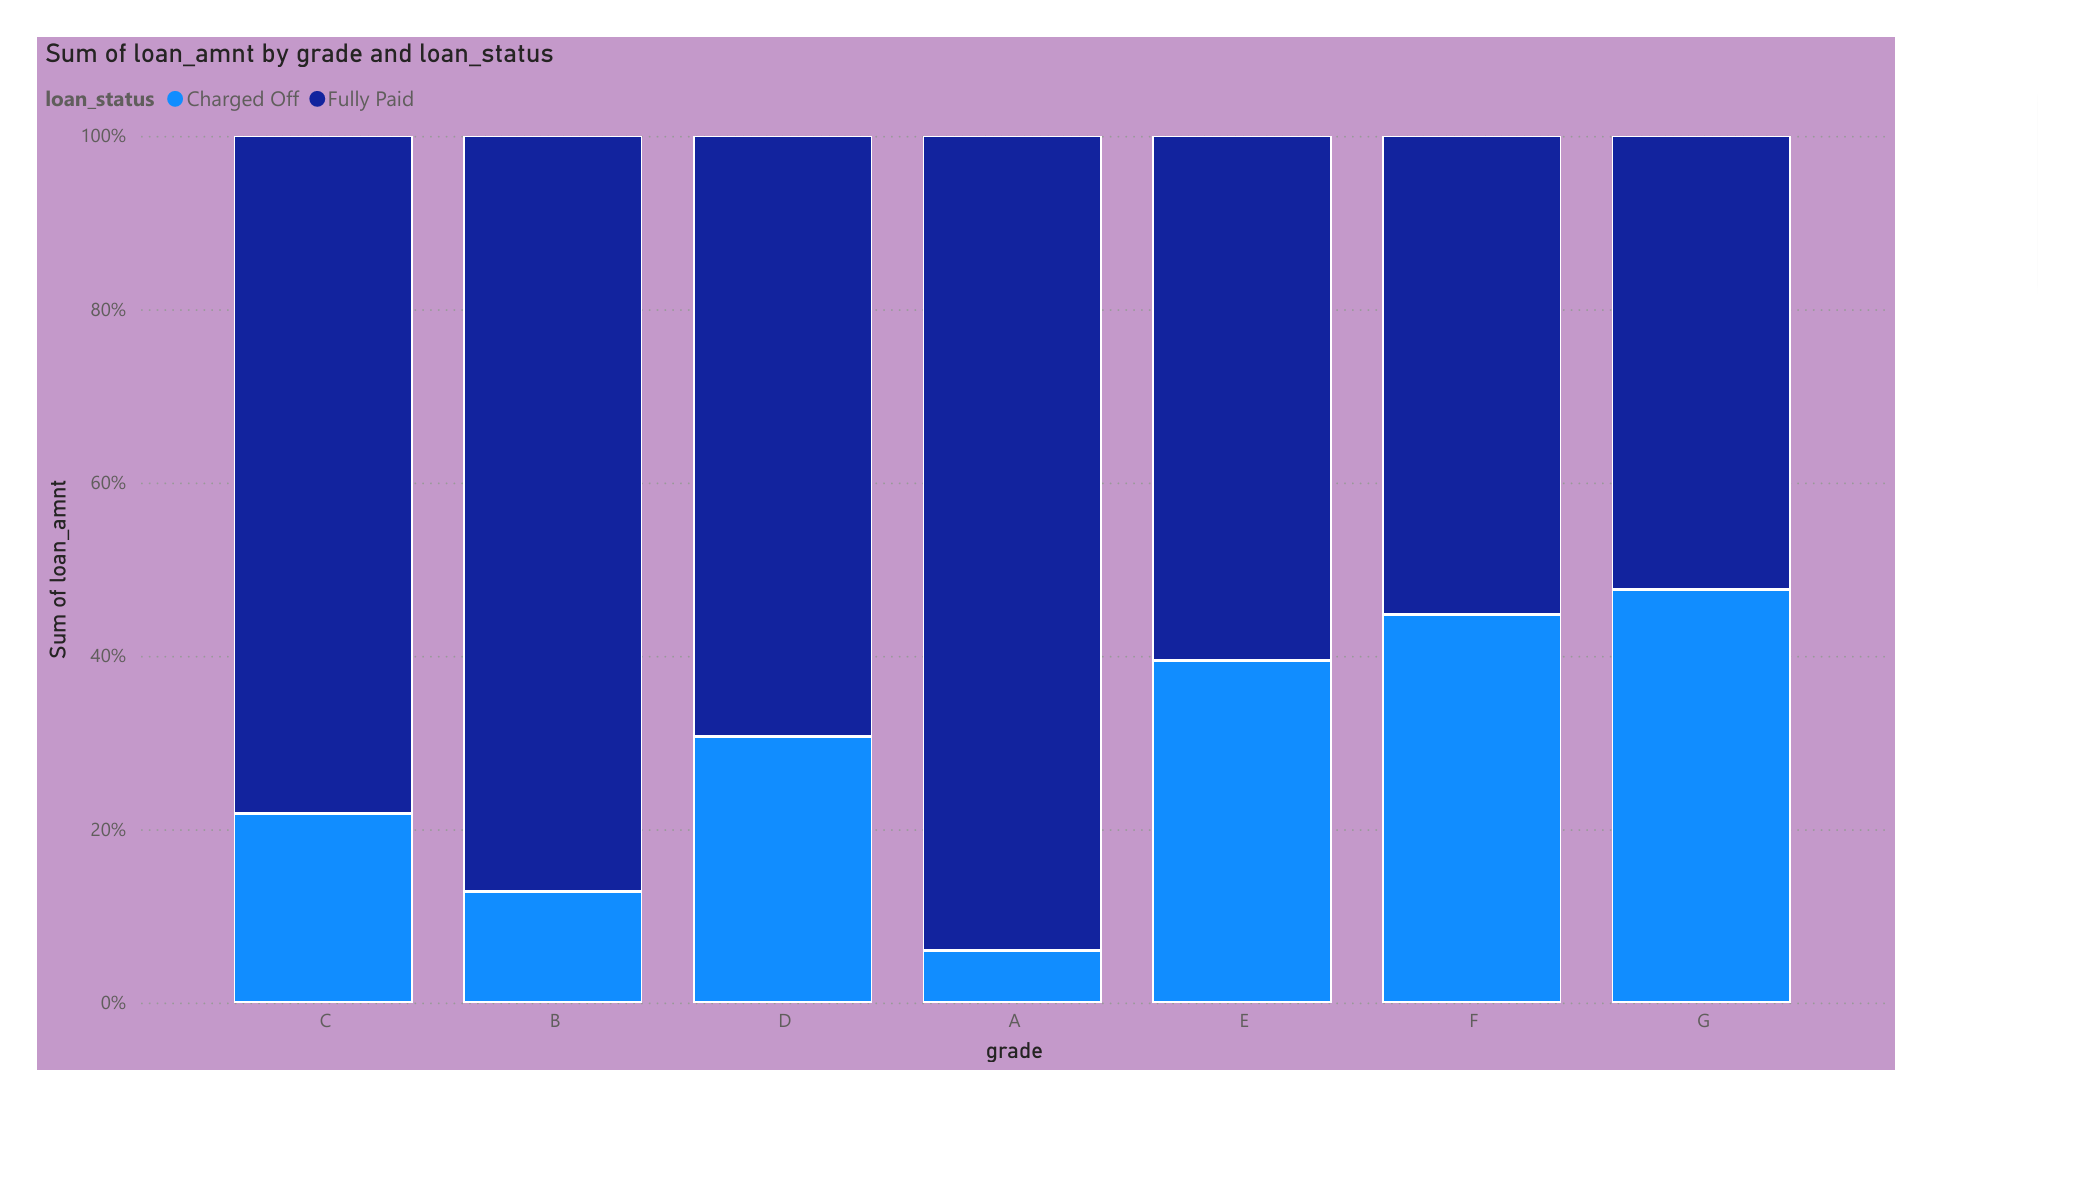 Sum of loan_amnt by grade and loan_status
loan_status Charged Off Fully Paid
100%
80%
60%
40%
20%
0%
Sum of loan_amnt
C B D A E F G
grade